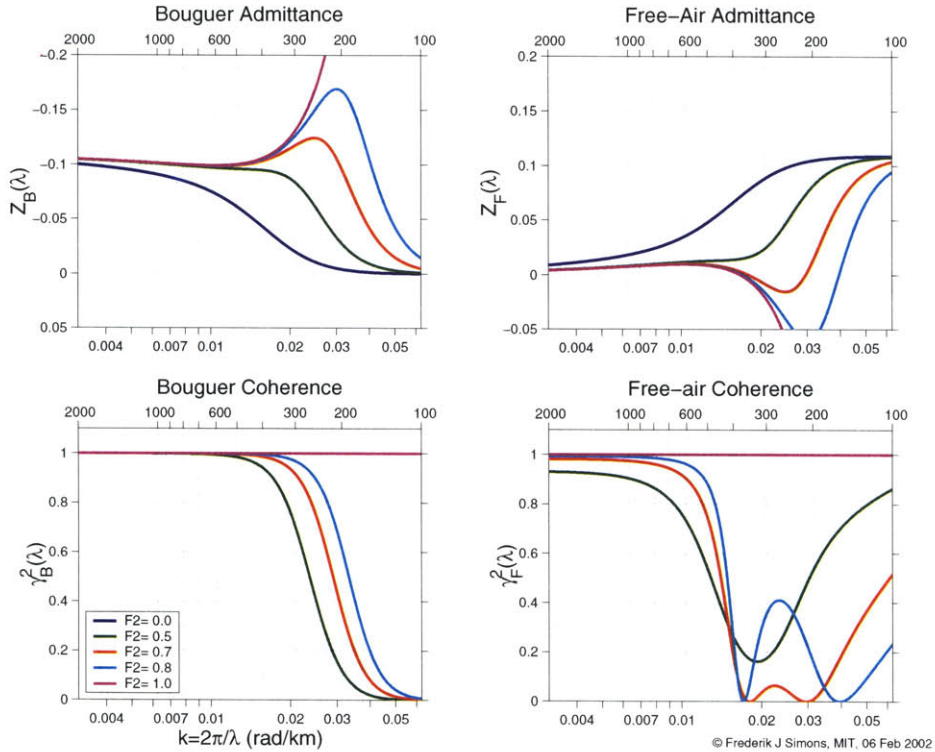 Bouguer Admittance
2000 1000 800 600 400 300 200 100
−0.2
−0.15
−0.1
−0.05
0
0.05
Z_B(λ)
0.004 0.007 0.01 0.02 0.03 0.05
Free−Air Admittance
2000 1000 800 600 400 300 200 100
0.2
0.15
0.1
0.05
0
−0.05
Z_F(λ)
0.004 0.007 0.01 0.02 0.03 0.05
Bouguer Coherence
2000 1000 800 600 400 300 200 100
1
0.8
0.6
0.4
0.2
0
γ²_B(λ)
F2= 0.0
F2= 0.5
F2= 0.7
F2= 0.8
F2= 1.0
0.004 0.007 0.01 0.02 0.03 0.05
k=2π/λ (rad/km)
Free−air Coherence
2000 1000 800 600 400 300 200 100
1
0.8
0.6
0.4
0.2
0
γ²_F(λ)
0.004 0.007 0.01 0.02 0.03 0.05
© Frederik J Simons, MIT, 06 Feb 2002